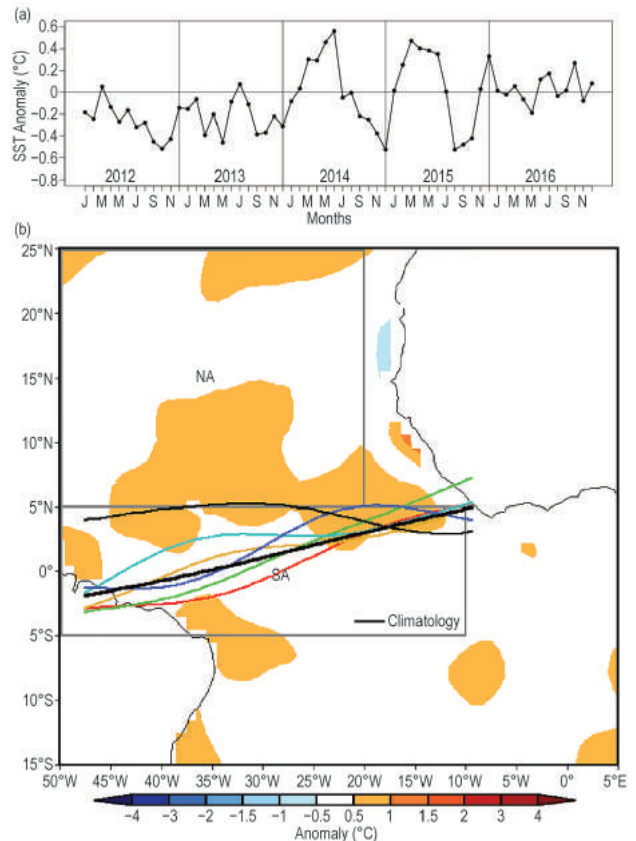 (a)
0.6
0.4
0.2
0
−0.2
−0.4
−0.6
−0.8
SST Anomaly (°C)
2012 2013 2014 2015 2016
J M M J S N J M M J S N J M M J S N J M M J S N J M M J S N
Months
(b)
25°N
20°N
15°N
10°N
5°N
0°
5°S
10°S
15°S
NA
SA
Climatology
50°W 45°W 40°W 35°W 30°W 25°W 20°W 15°W 10°W 5°W 0° 5°E
−4 −3 −2 −1.5 −1 −0.5 0.5 1 1.5 2 3 4
Anomaly (°C)